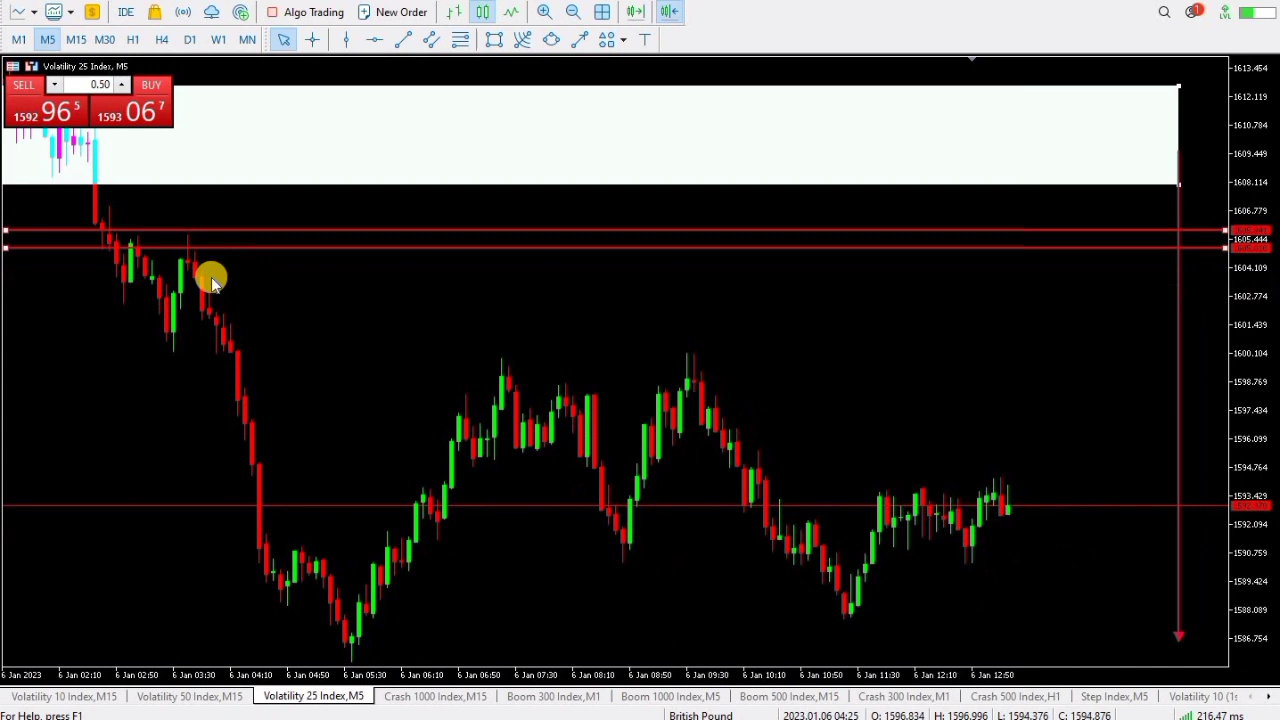 IDE
Algo Trading
New Order
1
LVL
M1 M5 M15 M30 H1 H4 D1 W1 MN
T
Volatility 25 Index, M5
SELL 0.50 BUY
1592 96 5 1593 06 7
1613.454
1612.119
1610.784
1609.449
1608.114
1606.779
1605.444
1604.109
1602.774
1601.439
1600.104
1598.769
1597.434
1596.099
1594.764
1593.429
1592.094
1590.759
1589.424
1588.089
1586.754
6 Jan 2023 6 Jan 02:10 6 Jan 02:50 6 Jan 03:30 6 Jan 04:10 6 Jan 04:50 6 Jan 05:30 6 Jan 06:10 6 Jan 06:50 6 Jan 07:30 6 Jan 08:10 6 Jan 08:50 6 Jan 09:30 6 Jan 10:10 6 Jan 10:50 6 Jan 11:30 6 Jan 12:10 6 Jan 12:50
Volatility 10 Index,M15 Volatility 50 Index,M15 Volatility 25 Index,M5 Crash 1000 Index,M15 Boom 300 Index,M1 Boom 1000 Index,M5 Boom 500 Index,M15 Crash 300 Index,M1 Crash 500 Index,H1 Step Index,M5 Volatility 10 (1s
For Help, press F1 British Pound 2023.01.06 04:25 O: 1596.834 H: 1596.996 L: 1594.376 C: 1594.876 216.47 ms